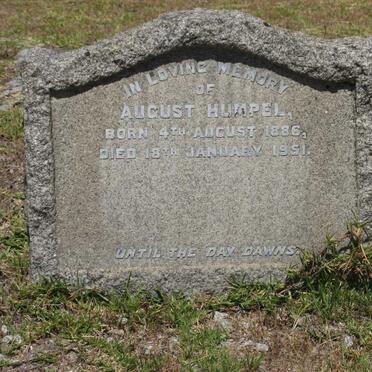 IN LOVING MEMORY
OF
AUGUST HUMPEL,
BORN 4TH AUGUST 1886,
DIED 18TH JANUARY 1951.
UNTIL THE DAY DAWNS